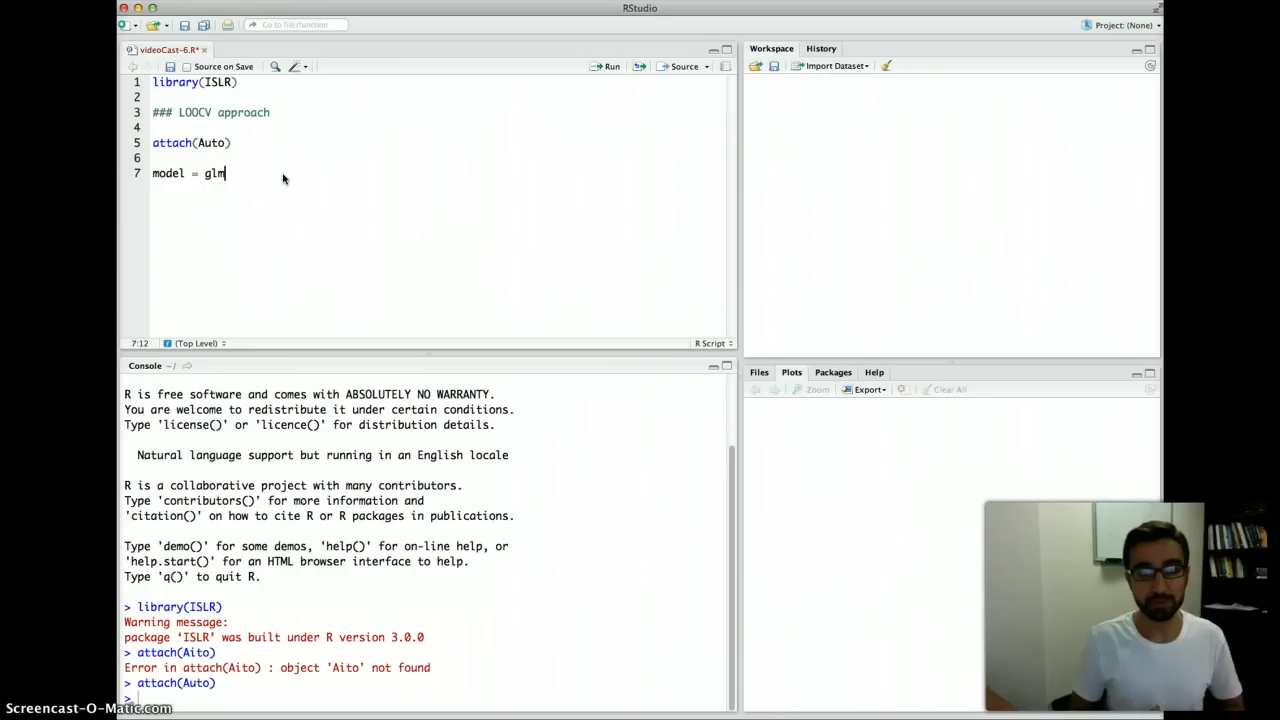 RStudio
Go to file/function
Project: (None)
videoCast-6.R*
Source on Save
Run
Source
1 library(ISLR)
2
3 ### LOOCV approach
4
5 attach(Auto)
6
7 model = glm
7:12
(Top Level)
R Script
Workspace
History
Import Dataset
Console ~/
R is free software and comes with ABSOLUTELY NO WARRANTY.
You are welcome to redistribute it under certain conditions.
Type 'license()' or 'licence()' for distribution details.
Natural language support but running in an English locale
R is a collaborative project with many contributors.
Type 'contributors()' for more information and
'citation()' on how to cite R or R packages in publications.
Type 'demo()' for some demos, 'help()' for on-line help, or
'help.start()' for an HTML browser interface to help.
Type 'q()' to quit R.
> library(ISLR)
Warning message:
package ‘ISLR’ was built under R version 3.0.0
> attach(Aito)
Error in attach(Aito) : object 'Aito' not found
> attach(Auto)
>
Files
Plots
Packages
Help
Zoom
Export
Clear All
Screencast-O-Matic.com